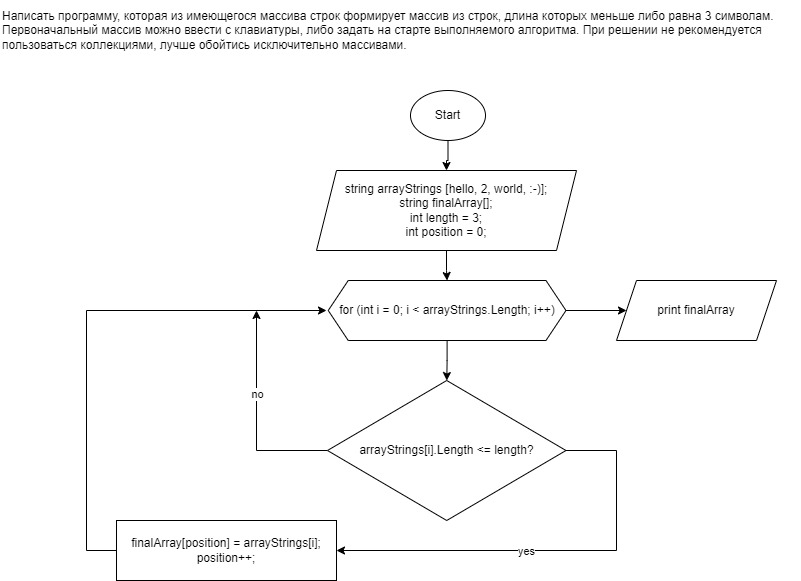 Написать программу, которая из имеющегося массива строк формирует массив из строк, длина которых меньше либо равна 3 символам.
Первоначальный массив можно ввести с клавиатуры, либо задать на старте выполняемого алгоритма. При решении не рекомендуется
пользоваться коллекциями, лучше обойтись исключительно массивами.
Start
string arrayStrings [hello, 2, world, :-)];
string finalArray[];
int length = 3;
int position = 0;
for (int i = 0; i < arrayStrings.Length; i++)
print finalArray
no
arrayStrings[i].Length <= length?
finalArray[position] = arrayStrings[i];
position++;
yes